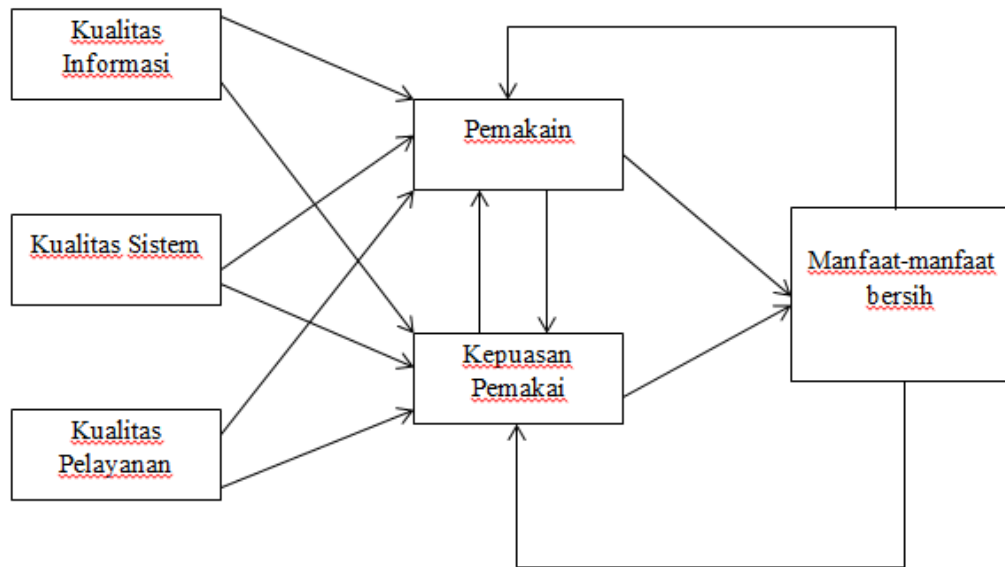 Kualitas
Informasi
Pemakain
Kualitas Sistem
Manfaat-manfaat
bersih
Kepuasan
Pemakai
Kualitas
Pelayanan